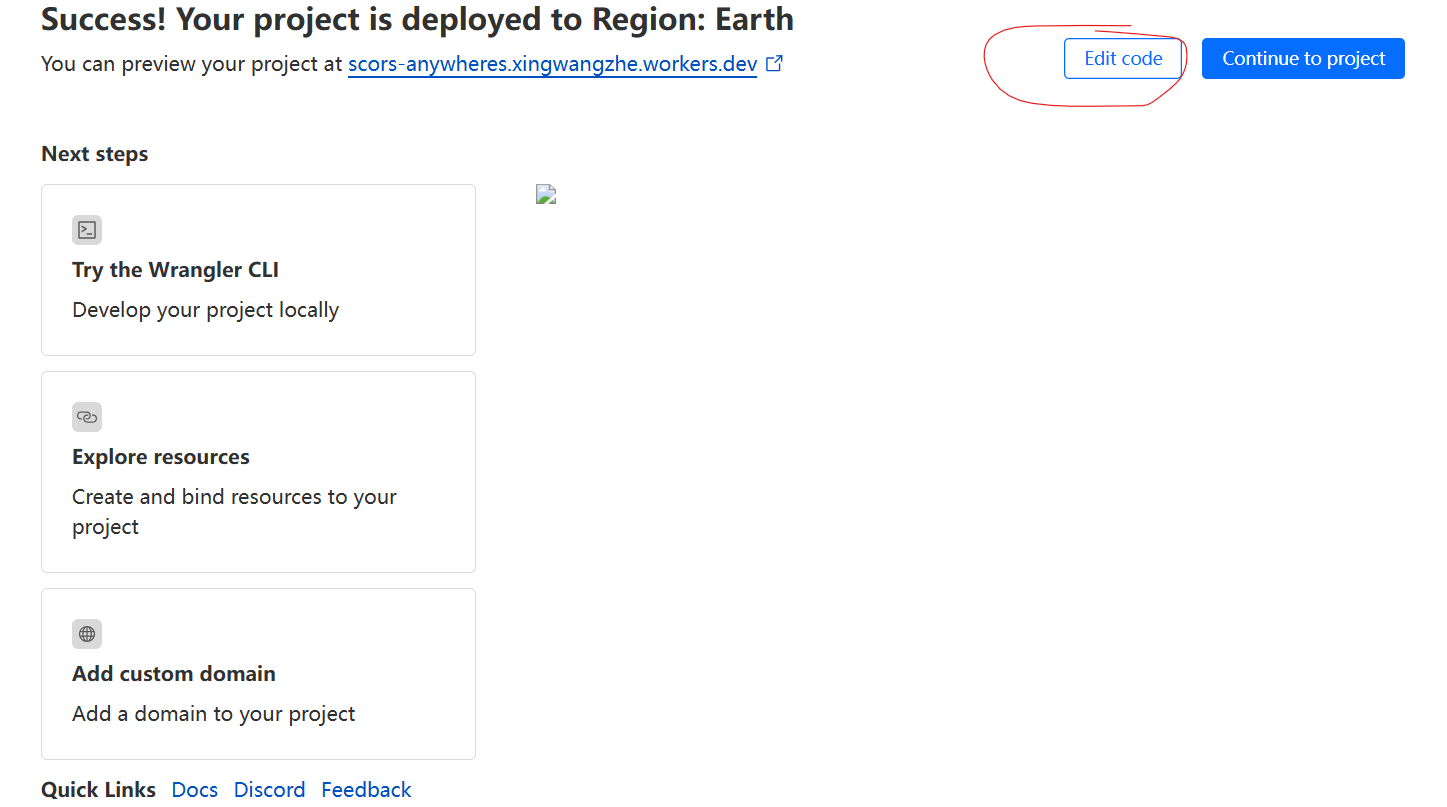 Success! Your project is deployed to Region: Earth
You can preview your project at scors-anywheres.xingwangzhe.workers.dev
Edit code
Continue to project
Next steps
Try the Wrangler CLI
Develop your project locally
Explore resources
Create and bind resources to your
project
Add custom domain
Add a domain to your project
Quick Links Docs Discord Feedback